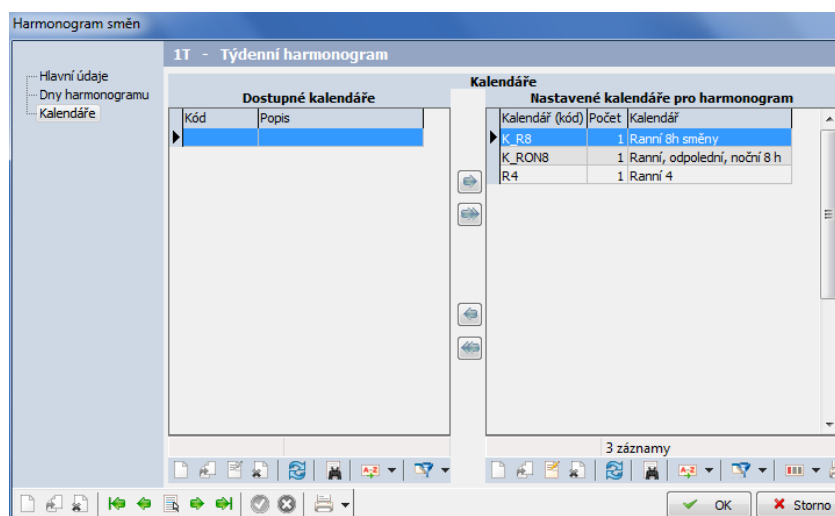 Harmonogram směn
1T - Týdenní harmonogram
Hlavní údaje
Dny harmonogramu
Kalendáře
Kalendáře
Dostupné kalendáře
Kód Popis
Nastavené kalendáře pro harmonogram
Kalendář (kód) Počet Kalendář
K_R8 1 Ranní 8h směny
K_RON8 1 Ranní, odpolední, noční 8 h
R4 1 Ranní 4
3 záznamy
OK Storno